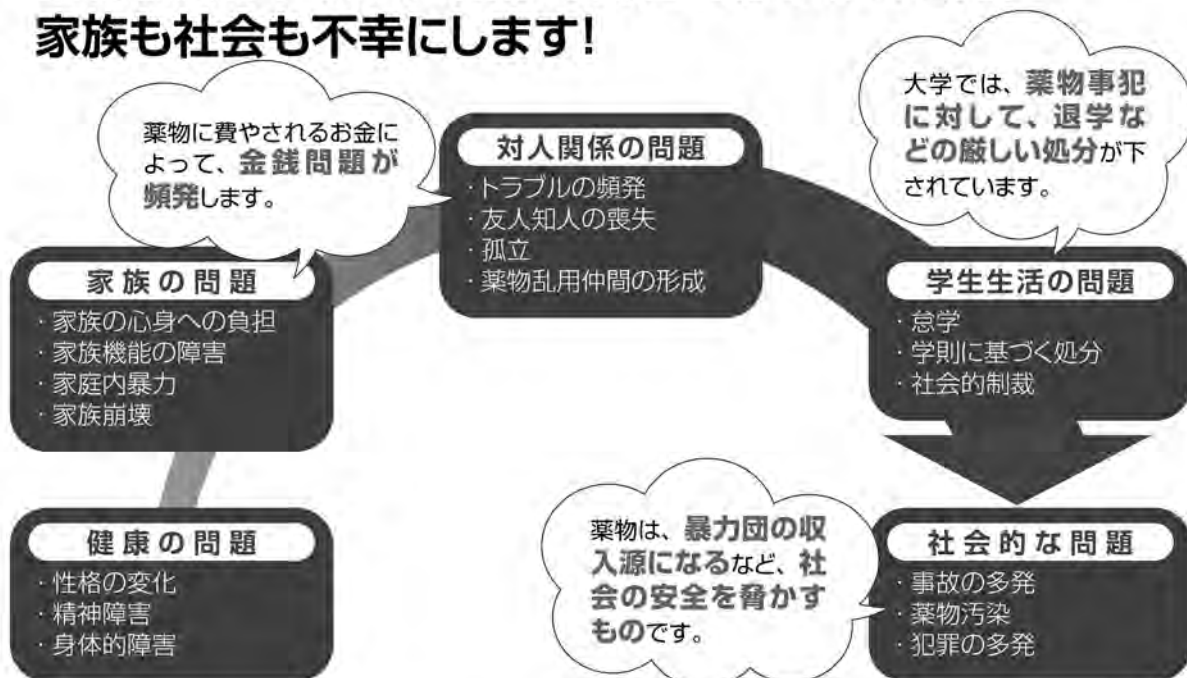 家族も社会も不幸にします!
薬物に費やされるお金に
よって、金銭問題が
頻発します。
対人関係の問題
・トラブルの頻発
・友人知人の喪失
・孤立
・薬物乱用仲間の形成
大学では、薬物事犯
に対して、退学な
どの厳しい処分が下
されています。
家族の問題
・家族の心身への負担
・家族機能の障害
・家庭内暴力
・家族崩壊
学生生活の問題
・怠学
・学則に基づく処分
・社会的制裁
健康の問題
・性格の変化
・精神障害
・身体的障害
薬物は、暴力団の収
入源になるなど、社
会の安全を脅かす
ものです。
社会的な問題
・事故の多発
・薬物汚染
・犯罪の多発